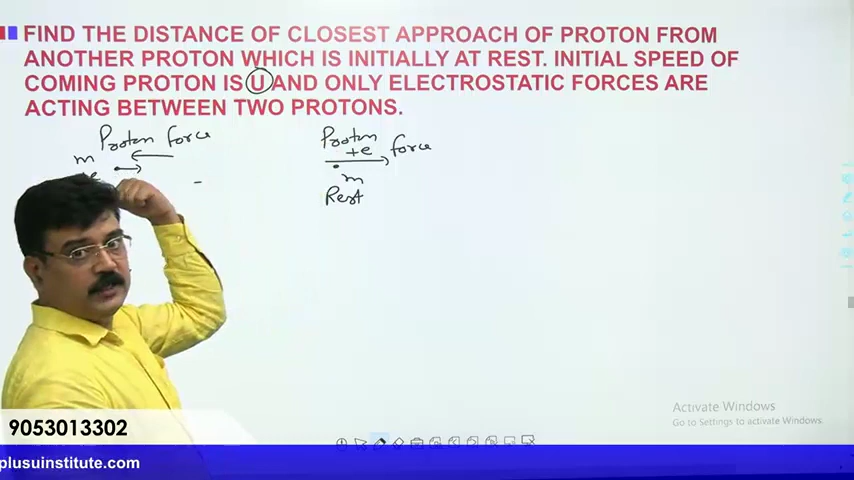 FIND THE DISTANCE OF CLOSEST APPROACH OF PROTON FROM
ANOTHER PROTON WHICH IS INITIALLY AT REST. INITIAL SPEED OF
COMING PROTON IS U AND ONLY ELECTROSTATIC FORCES ARE
ACTING BETWEEN TWO PROTONS.
Proton force
m
e
Proton
+e force
m
Rest
Activate Windows
Go to Settings to activate Windows.
9053013302
plusuinstitute.com